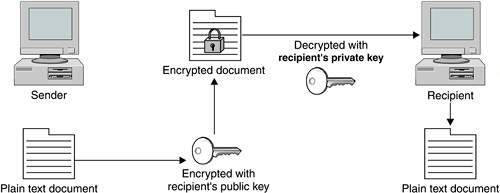 Sender
Encrypted document
Decrypted with
recipient's private key
Recipient
Plain text document
Encrypted with
recipient's public key
Plain text document